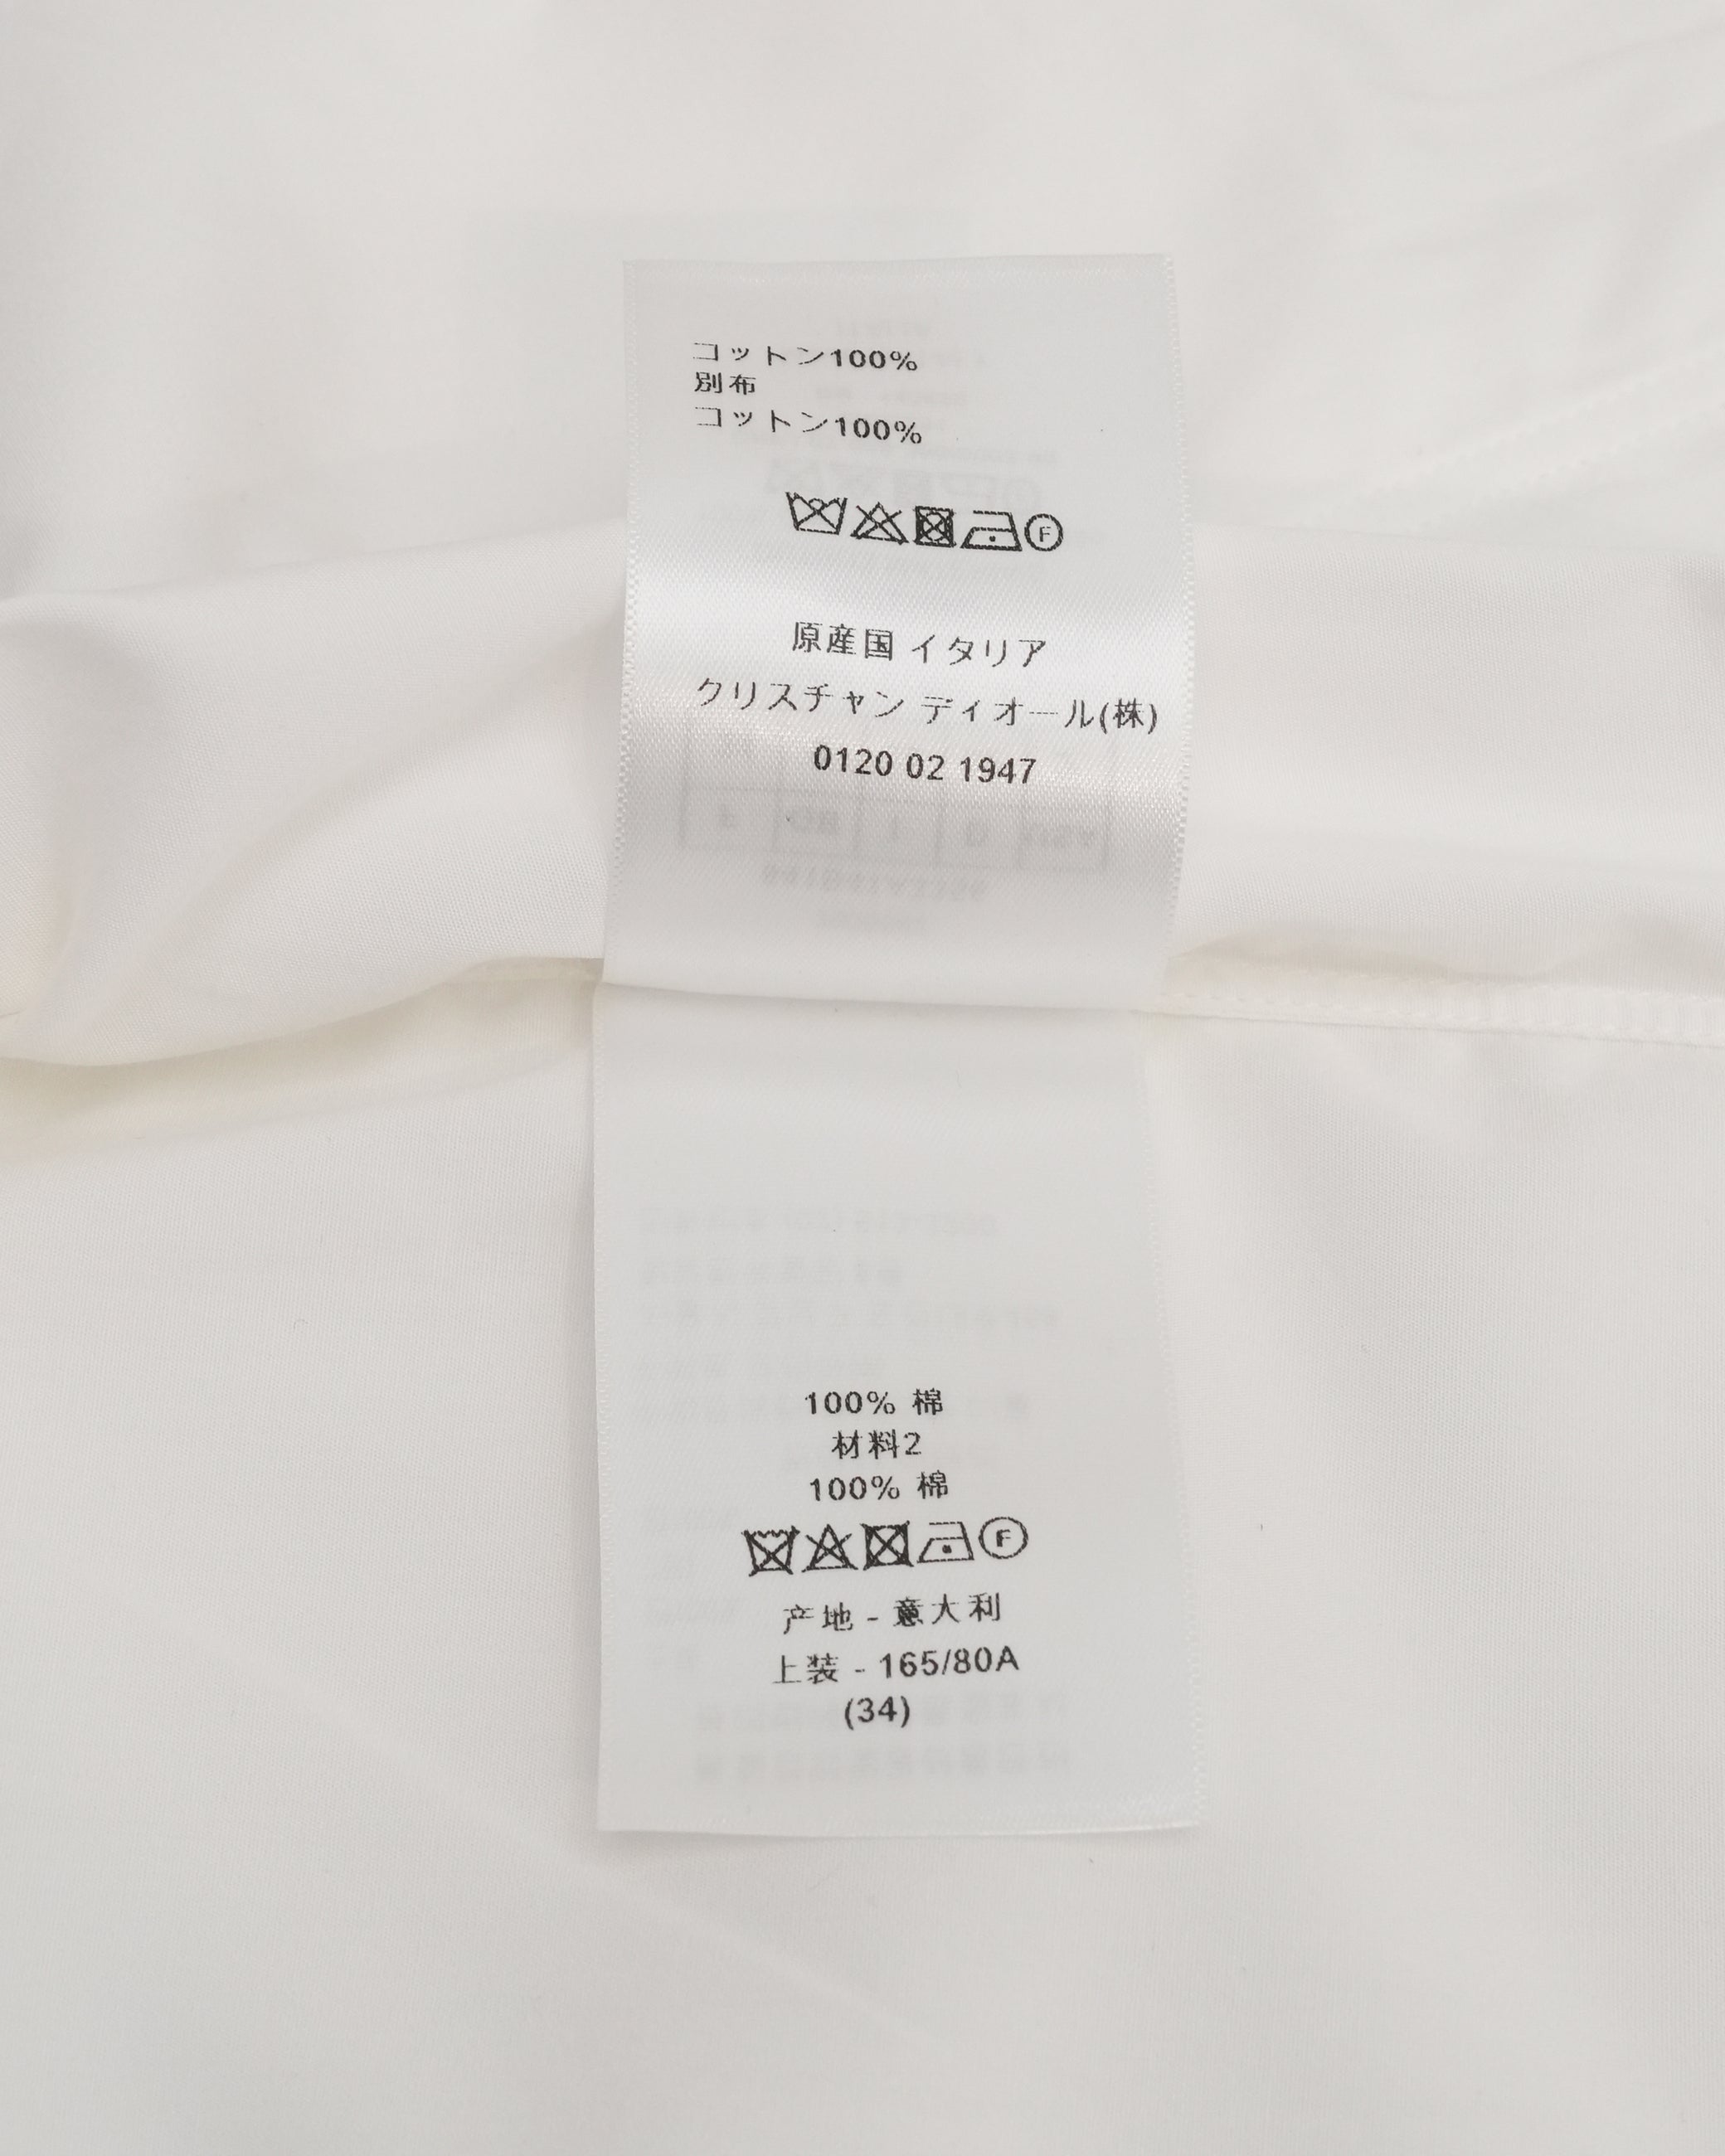 コットン100%
別布
コットン100%
F
原産国 イタリア
クリスチャン ディオール(株)
0120 02 1947
100% 棉
材料2
100% 棉
F
产地 - 意大利
上装 - 165/80A
(34)